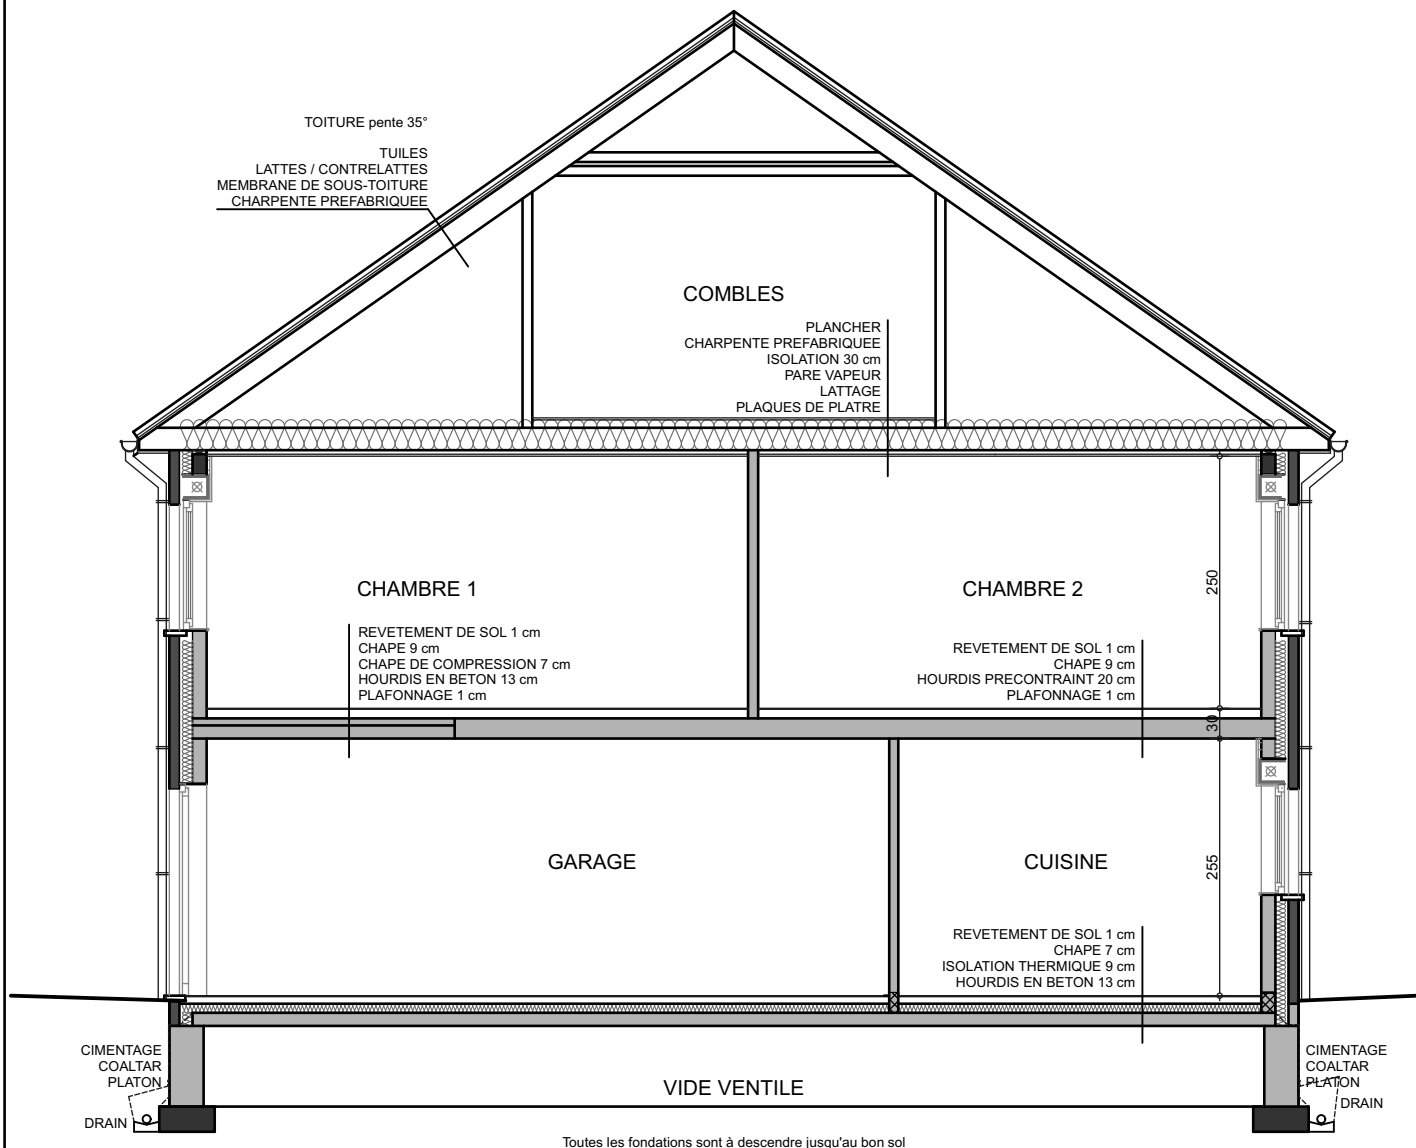 TOITURE pente 35°
TUILES
LATTES / CONTRELATTES
MEMBRANE DE SOUS-TOITURE
CHARPENTE PREFABRIQUEE
COMBLES
PLANCHER
CHARPENTE PREFABRIQUEE
ISOLATION 30 cm
PARE VAPEUR
LATTAGE
PLAQUES DE PLATRE
CHAMBRE 1
REVETEMENT DE SOL 1 cm
CHAPE 9 cm
CHAPE DE COMPRESSION 7 cm
HOURDIS EN BETON 13 cm
PLAFONNAGE 1 cm
CHAMBRE 2
250
REVETEMENT DE SOL 1 cm
CHAPE 9 cm
HOURDIS PRECONTRAINT 20 cm
PLAFONNAGE 1 cm
30
GARAGE
CUISINE
255
REVETEMENT DE SOL 1 cm
CHAPE 7 cm
ISOLATION THERMIQUE 9 cm
HOURDIS EN BETON 13 cm
CIMENTAGE
COALTAR
PLATON
DRAIN
VIDE VENTILE
CIMENTAGE
COALTAR
PLATON
DRAIN
Toutes les fondations sont à descendre jusqu'au bon sol